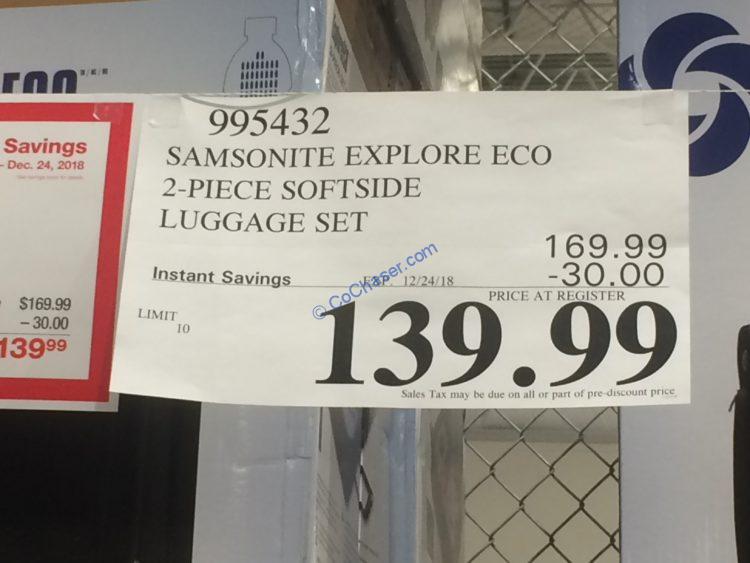 Savings
- Dec. 24, 2018
$169.99
- 30.00
139 99
995432
SAMSONITE EXPLORE ECO
2-PIECE SOFTSIDE
LUGGAGE SET
169.99
Instant Savings EXP. 12/24/18 -30.00
PRICE AT REGISTER
LIMIT
10
139.99
Sales Tax may be due on all or part of pre-discount price
© CoChaser.com